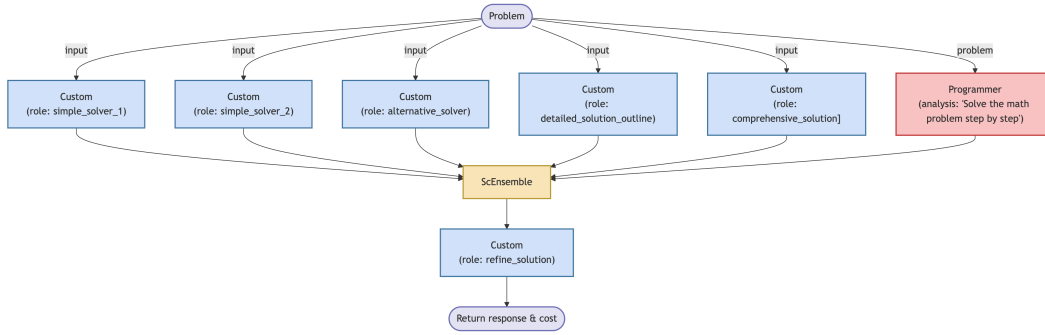 Problem
input
input
input
input
input
problem
Custom
(role: simple_solver_1)
Custom
(role: simple_solver_2)
Custom
(role: alternative_solver)
Custom
(role:
detailed_solution_outline)
Custom
(role:
comprehensive_solution]
Programmer
(analysis: 'Solve the math
problem step by step')
ScEnsemble
Custom
(role: refine_solution)
Return response & cost